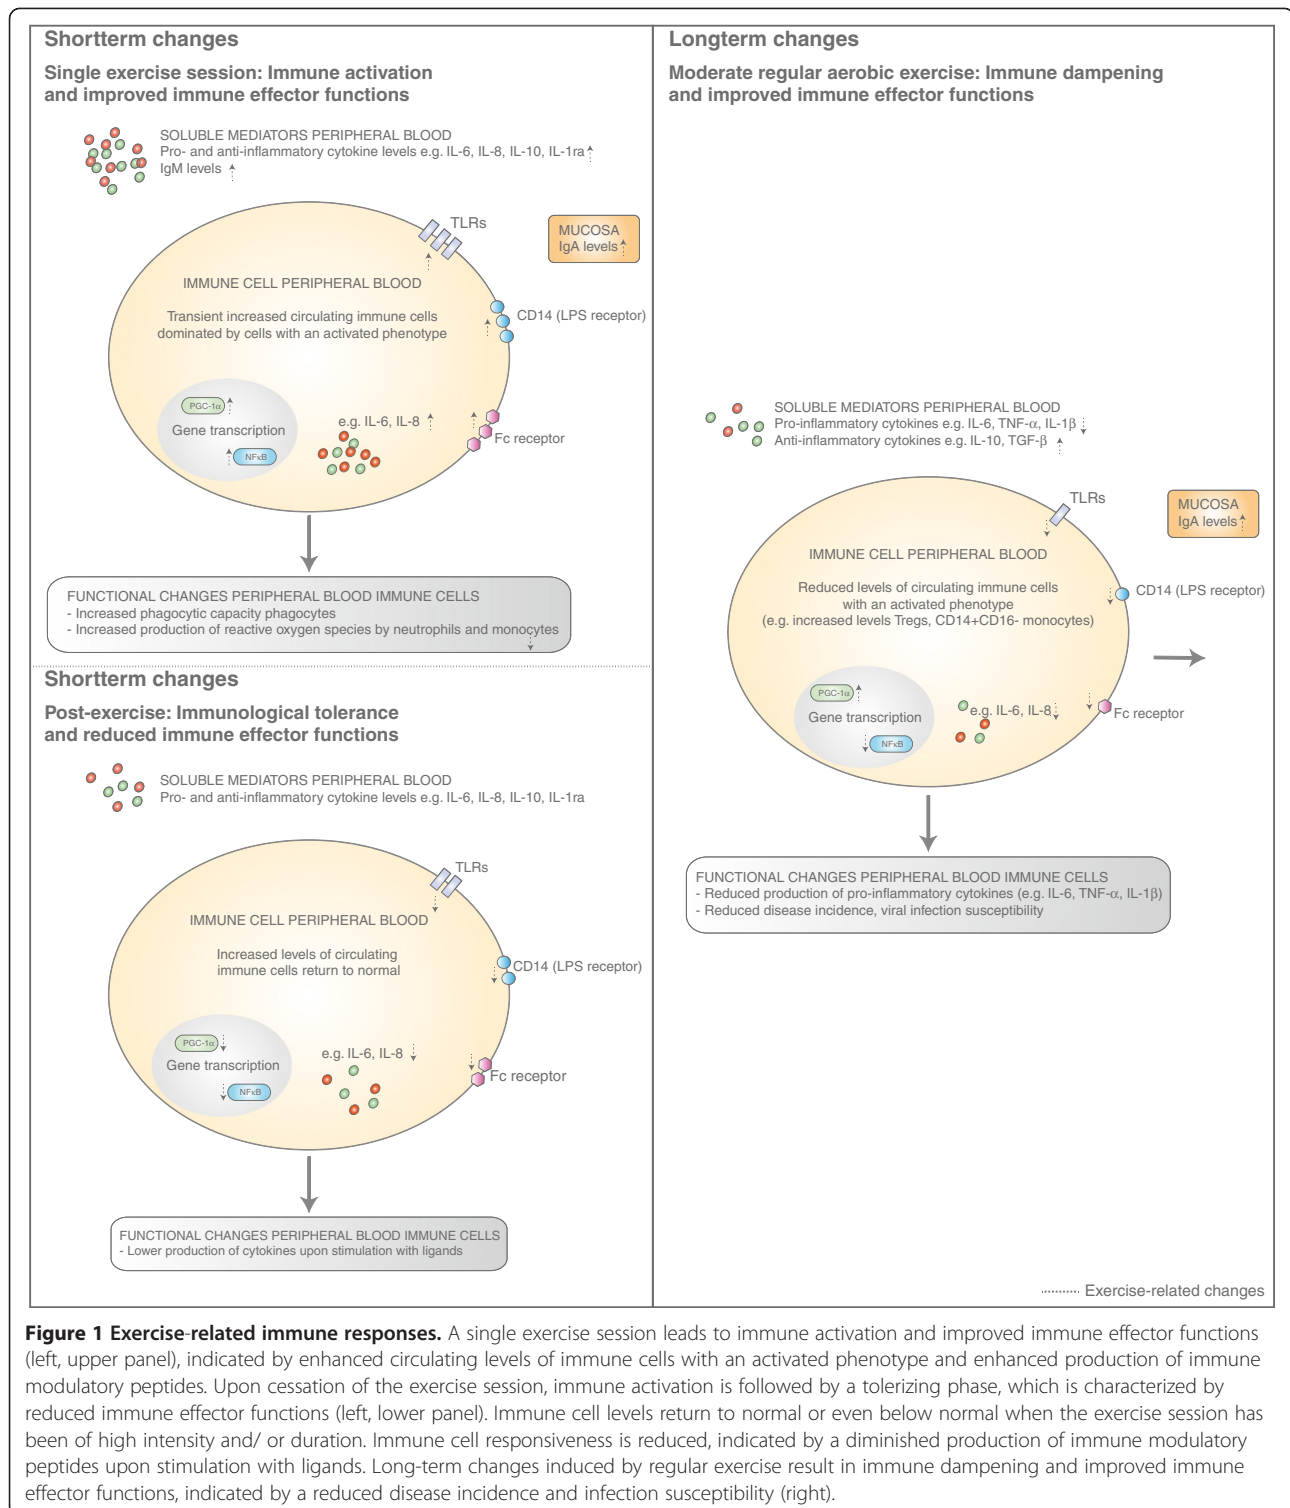 Shortterm changes
Single exercise session: Immune activation
and improved immune effector functions
SOLUBLE MEDIATORS PERIPHERAL BLOOD
Pro- and anti-inflammatory cytokine levels e.g. IL-6, IL-8, IL-10, IL-1ra
IgM levels
TLRs
MUCOSA
IgA levels
IMMUNE CELL PERIPHERAL BLOOD
Transient increased circulating immune cells
dominated by cells with an activated phenotype
CD14 (LPS receptor)
PGC-1α
Gene transcription
NFκB
e.g. IL-6, IL-8
Fc receptor
FUNCTIONAL CHANGES PERIPHERAL BLOOD IMMUNE CELLS
- Increased phagocytic capacity phagocytes
- Increased production of reactive oxygen species by neutrophils and monocytes
Shortterm changes
Post-exercise: Immunological tolerance
and reduced immune effector functions
SOLUBLE MEDIATORS PERIPHERAL BLOOD
Pro- and anti-inflammatory cytokine levels e.g. IL-6, IL-8, IL-10, IL-1ra
TLRs
IMMUNE CELL PERIPHERAL BLOOD
Increased levels of circulating
immune cells return to normal
CD14 (LPS receptor)
PGC-1α
Gene transcription
NFκB
e.g. IL-6, IL-8
Fc receptor
FUNCTIONAL CHANGES PERIPHERAL BLOOD IMMUNE CELLS
- Lower production of cytokines upon stimulation with ligands
Longterm changes
Moderate regular aerobic exercise: Immune dampening
and improved immune effector functions
SOLUBLE MEDIATORS PERIPHERAL BLOOD
Pro-inflammatory cytokines e.g. IL-6, TNF-α, IL-1β
Anti-inflammatory cytokines e.g. IL-10, TGF-β
TLRs
MUCOSA
IgA levels
IMMUNE CELL PERIPHERAL BLOOD
Reduced levels of circulating immune cells
with an activated phenotype
(e.g. increased levels Tregs, CD14+CD16- monocytes)
CD14 (LPS receptor)
PGC-1α
Gene transcription
NFκB
e.g. IL-6, IL-8
Fc receptor
FUNCTIONAL CHANGES PERIPHERAL BLOOD IMMUNE CELLS
- Reduced production of pro-inflammatory cytokines (e.g. IL-6, TNF-α, IL-1β)
- Reduced disease incidence, viral infection susceptibility
Exercise-related changes
Figure 1 Exercise-related immune responses. A single exercise session leads to immune activation and improved immune effector functions
(left, upper panel), indicated by enhanced circulating levels of immune cells with an activated phenotype and enhanced production of immune
modulatory peptides. Upon cessation of the exercise session, immune activation is followed by a tolerizing phase, which is characterized by
reduced immune effector functions (left, lower panel). Immune cell levels return to normal or even below normal when the exercise session has
been of high intensity and/ or duration. Immune cell responsiveness is reduced, indicated by a diminished production of immune modulatory
peptides upon stimulation with ligands. Long-term changes induced by regular exercise result in immune dampening and improved immune
effector functions, indicated by a reduced disease incidence and infection susceptibility (right).